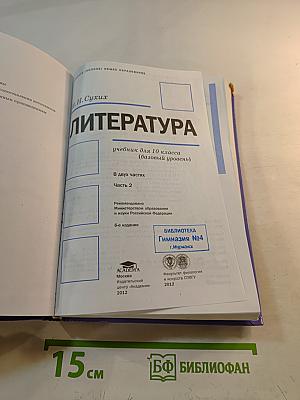 И.Н.Сухих
ЛИТЕРАТУРА
учебник для 10 класса
(базовый уровень)
В двух частях
Часть 2
Рекомендовано
Министерством образования
и науки Российской Федерации
6-е издание
БИБЛИОТЕКА
Гимназия №4
г.Мурманск
ACADEMIA
Москва
Издательский
центр «Академия»
2012
Факультет филологии
и искусств СПбГУ
2012
15 см
БФ БИБЛИОФАН